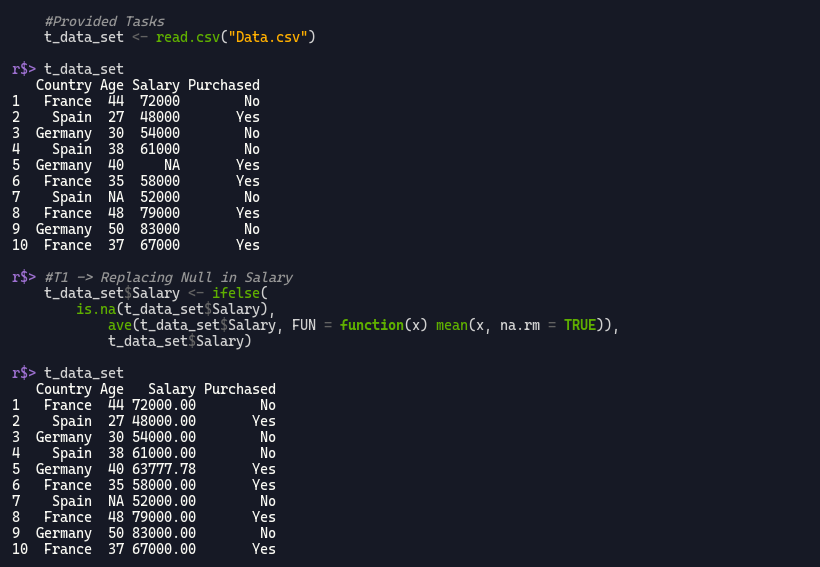 #Provided Tasks
t_data_set <- read.csv("Data.csv")
r$> t_data_set
   Country Age Salary Purchased
1   France  44  72000        No
2    Spain  27  48000       Yes
3  Germany  30  54000        No
4    Spain  38  61000        No
5  Germany  40     NA       Yes
6   France  35  58000       Yes
7    Spain  NA  52000        No
8   France  48  79000       Yes
9  Germany  50  83000        No
10  France  37  67000       Yes
r$> #T1 -> Replacing Null in Salary
    t_data_set$Salary <- ifelse(
        is.na(t_data_set$Salary),
            ave(t_data_set$Salary, FUN = function(x) mean(x, na.rm = TRUE)),
            t_data_set$Salary)
r$> t_data_set
   Country Age   Salary Purchased
1   France  44 72000.00        No
2    Spain  27 48000.00       Yes
3  Germany  30 54000.00        No
4    Spain  38 61000.00        No
5  Germany  40 63777.78       Yes
6   France  35 58000.00       Yes
7    Spain  NA 52000.00        No
8   France  48 79000.00       Yes
9  Germany  50 83000.00        No
10  France  37 67000.00       Yes